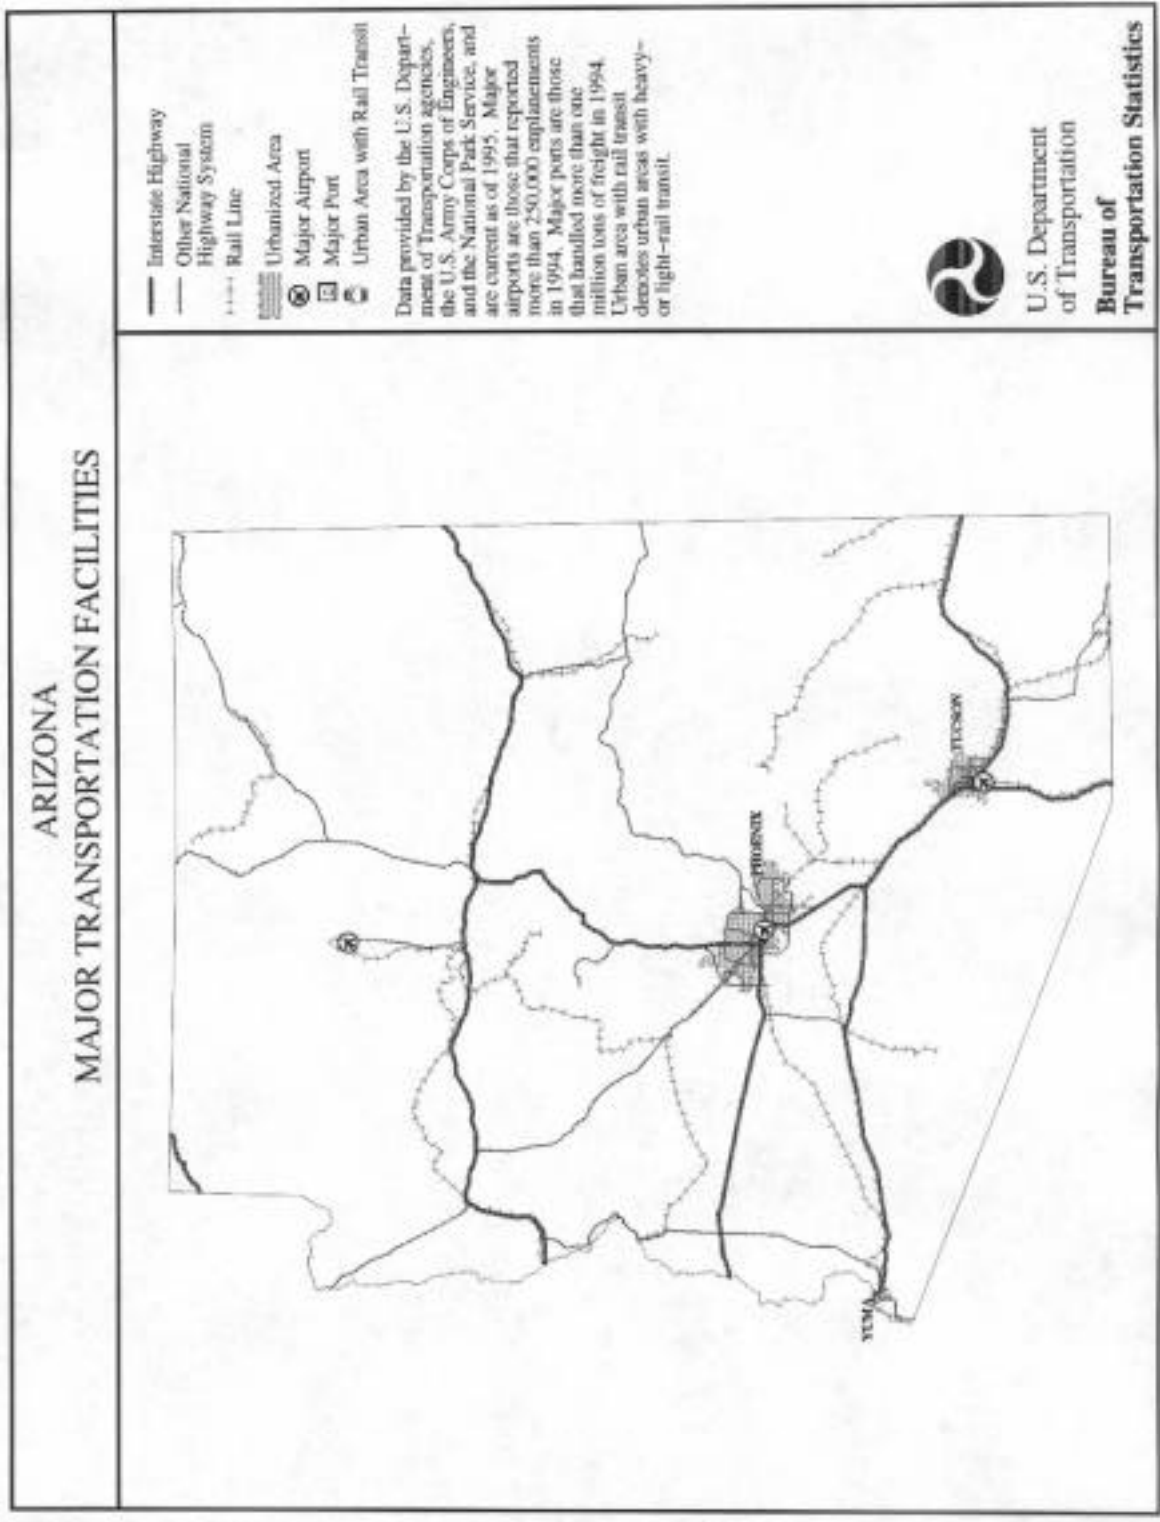 ARIZONA
MAJOR TRANSPORTATION FACILITIES
Interstate Highway
Other National
Highway System
Rail Line
Urbanized Area
Major Airport
Major Port
Urban Area with Rail Transit
Data provided by the U.S. Depart-
ment of Transportation agencies,
the U.S. Army Corps of Engineers,
and the National Park Service, and
are current as of 1995. Major
airports are those that reported
more than 250,000 enplanements
in 1994. Major ports are those
that handled more than one
million tons of freight in 1994.
Urban area with rail transit
denotes urban areas with heavy-
or light-rail transit.
U.S. Department
of Transportation
Bureau of
Transportation Statistics
PHOENIX
TUCSON
YUMA